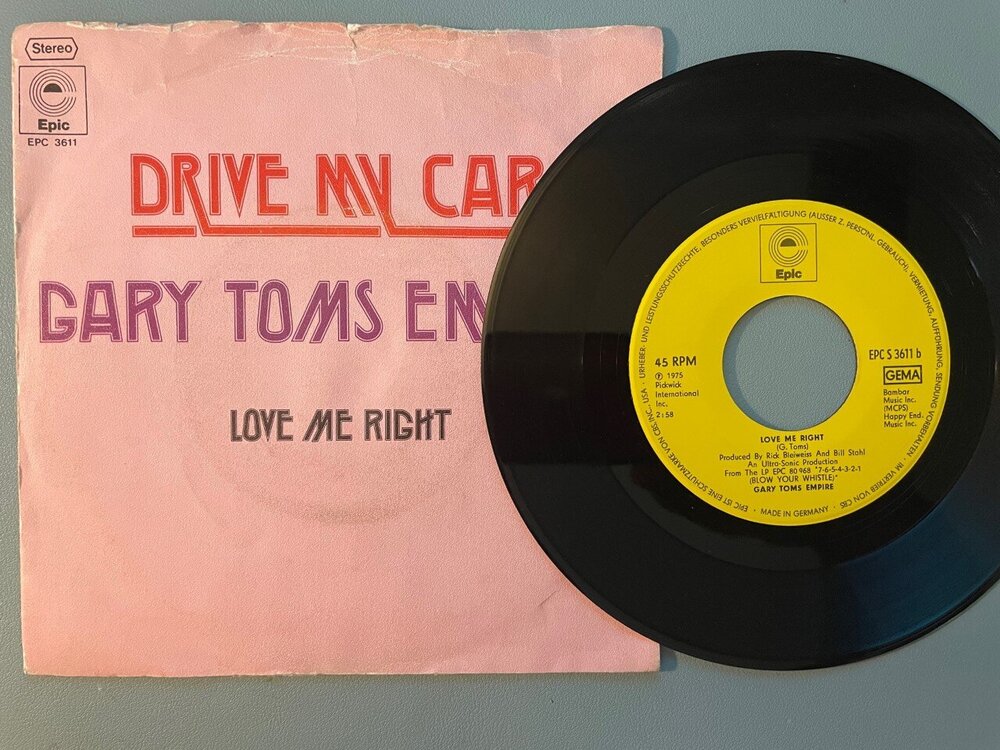 Stereo
Epic
EPC 3611
DRIVE MY CAR
GARY TOMS EM
LOVE ME RIGHT
Epic
45 RPM
℗ 1975
Pickwick
International
Inc.
2:58
EPC S 3611 b
GEMA
Bambar
Music Inc.
(MCPS)
Happy End.
Music Inc.
LOVE ME RIGHT
(G. Toms)
Produced By Rick Bleiweiss And Bill Stahl
An Ultra-Sonic Production
From The LP EPC 80 968 "7-6-5-4-3-2-1
(BLOW YOUR WHISTLE)"
GARY TOMS EMPIRE
URHEBER- UND LEISTUNGSSCHUTZRECHTE, BESONDERS VERVIELFÄLTIGUNG (AUSSER Z. PERSÖNL. GEBRAUCH), VERMIETUNG, AUFFÜHRUNG, SENDUNG VORBEHALTEN • IM VERTRIEB VON CBS • MADE IN GERMANY • EPIC IST EINE SCHUTZMARKE VON CBS, INC., USA •